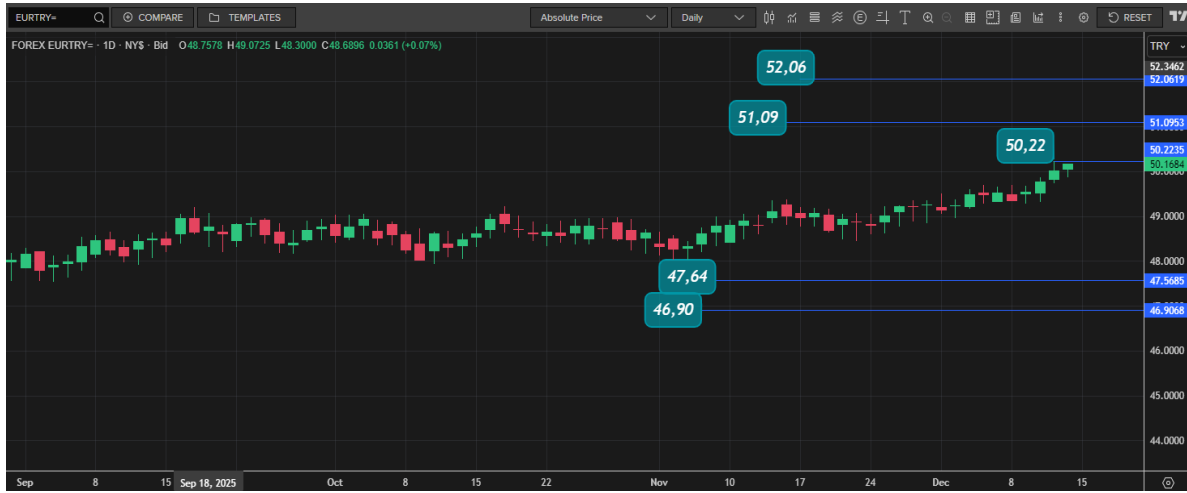 EURTRY=
COMPARE
TEMPLATES
Absolute Price
Daily
RESET
FOREX EURTRY= · 1D · NY$ · Bid O48.7578 H49.0725 L48.3000 C48.6896 0.0361 (+0.07%)
TRY
52.3462
52,06
52.0619
51,09
51.0953
50,22
50.2235
50.1684
50.0000
49.0000
48.0000
47,64
47.5685
46,90
46.9068
46.0000
45.0000
44.0000
Sep 8 15 Sep 18, 2025 Oct 8 15 22 Nov 10 17 24 Dec 8 15